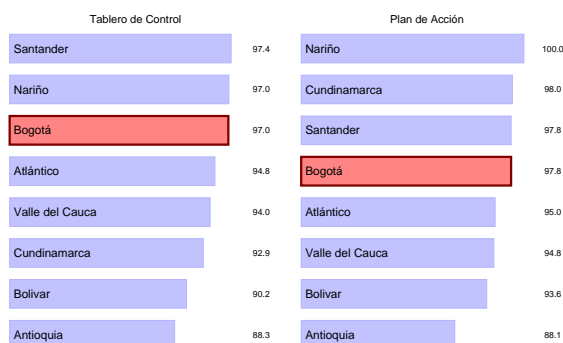 Tablero de Control
Santander 97.4
Nariño 97.0
Bogotá 97.0
Atlántico 94.8
Valle del Cauca 94.0
Cundinamarca 92.9
Bolivar 90.2
Antioquia 88.3
Plan de Acción
Nariño 100.0
Cundinamarca 98.0
Santander 97.8
Bogotá 97.8
Atlántico 95.0
Valle del Cauca 94.8
Bolivar 93.6
Antioquia 88.1